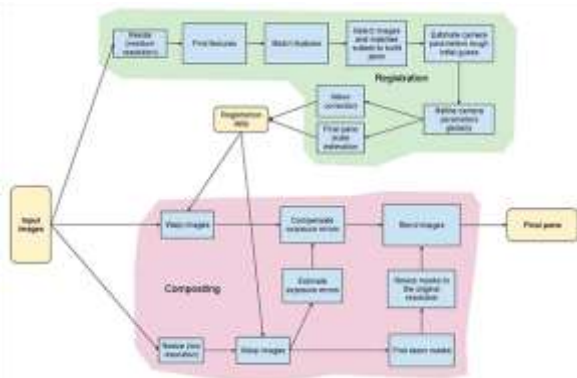 Resize
(medium
resolution)
Find features
Match features
Select images
and matches
subset to build
pano
Estimate camera
parameters rough
initial guess
Registration
Wave
correction
Refine camera
parameters
globally
Final pano
scale
estimation
Registration
data
Input
images
Warp images
Compensate
exposure errors
Blend images
Final pano
Compositing
Estimate
exposure errors
Resize masks to
the original
resolution
Resize (low
resolution)
Warp images
Find seam masks